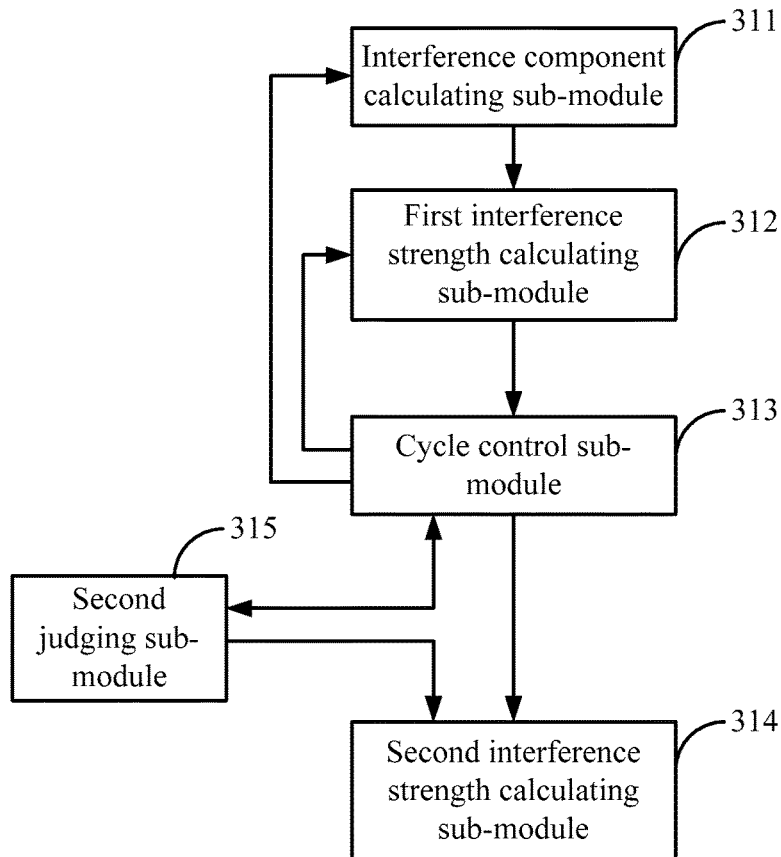 311
Interference component
calculating sub-module
312
First interference
strength calculating
sub-module
313
Cycle control sub-
module
315
Second
judging sub-
module
314
Second interference
strength calculating
sub-module